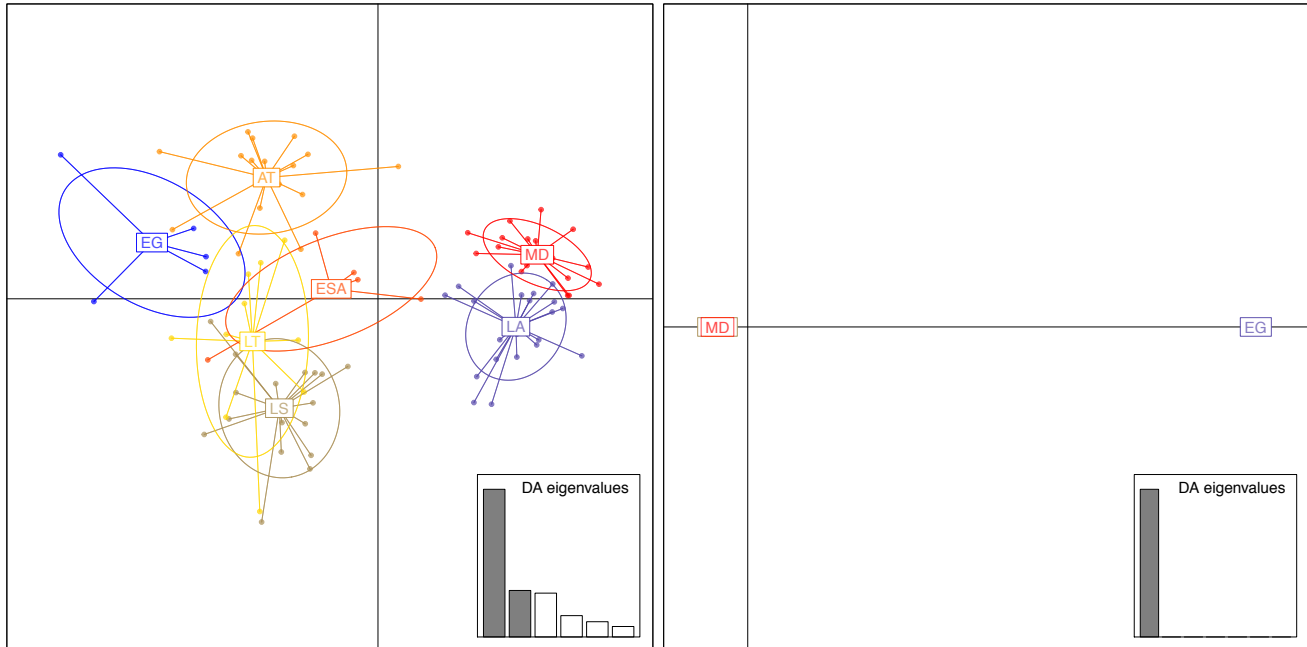 AT
EG
MD
ESA
LA
LT
LS
DA eigenvalues
MD
EG
DA eigenvalues